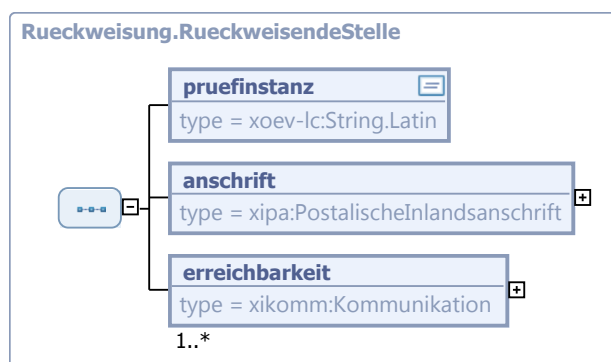 Rueckweisung.RueckweisendeStelle
pruefinstanz
type = xoev-lc:String.Latin
anschrift
type = xipa:PostalischeInlandsanschrift
erreichbarkeit
type = xikomm:Kommunikation
1..*